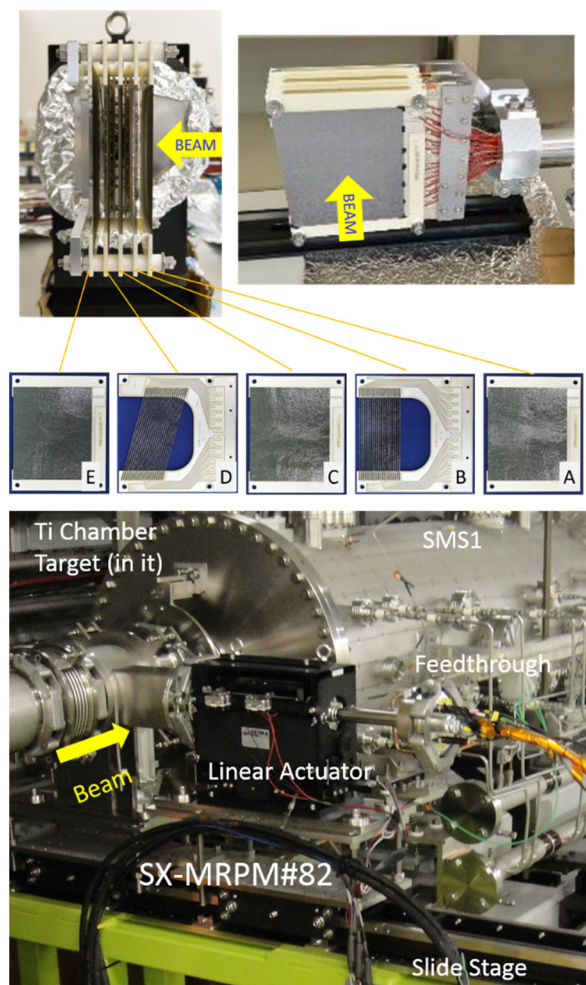 BEAM
BEAM
E
D
C
B
A
Ti Chamber
Target (in it)
SMS1
Feedthrough
Beam
Linear Actuator
SX-MRPM#82
Slide Stage